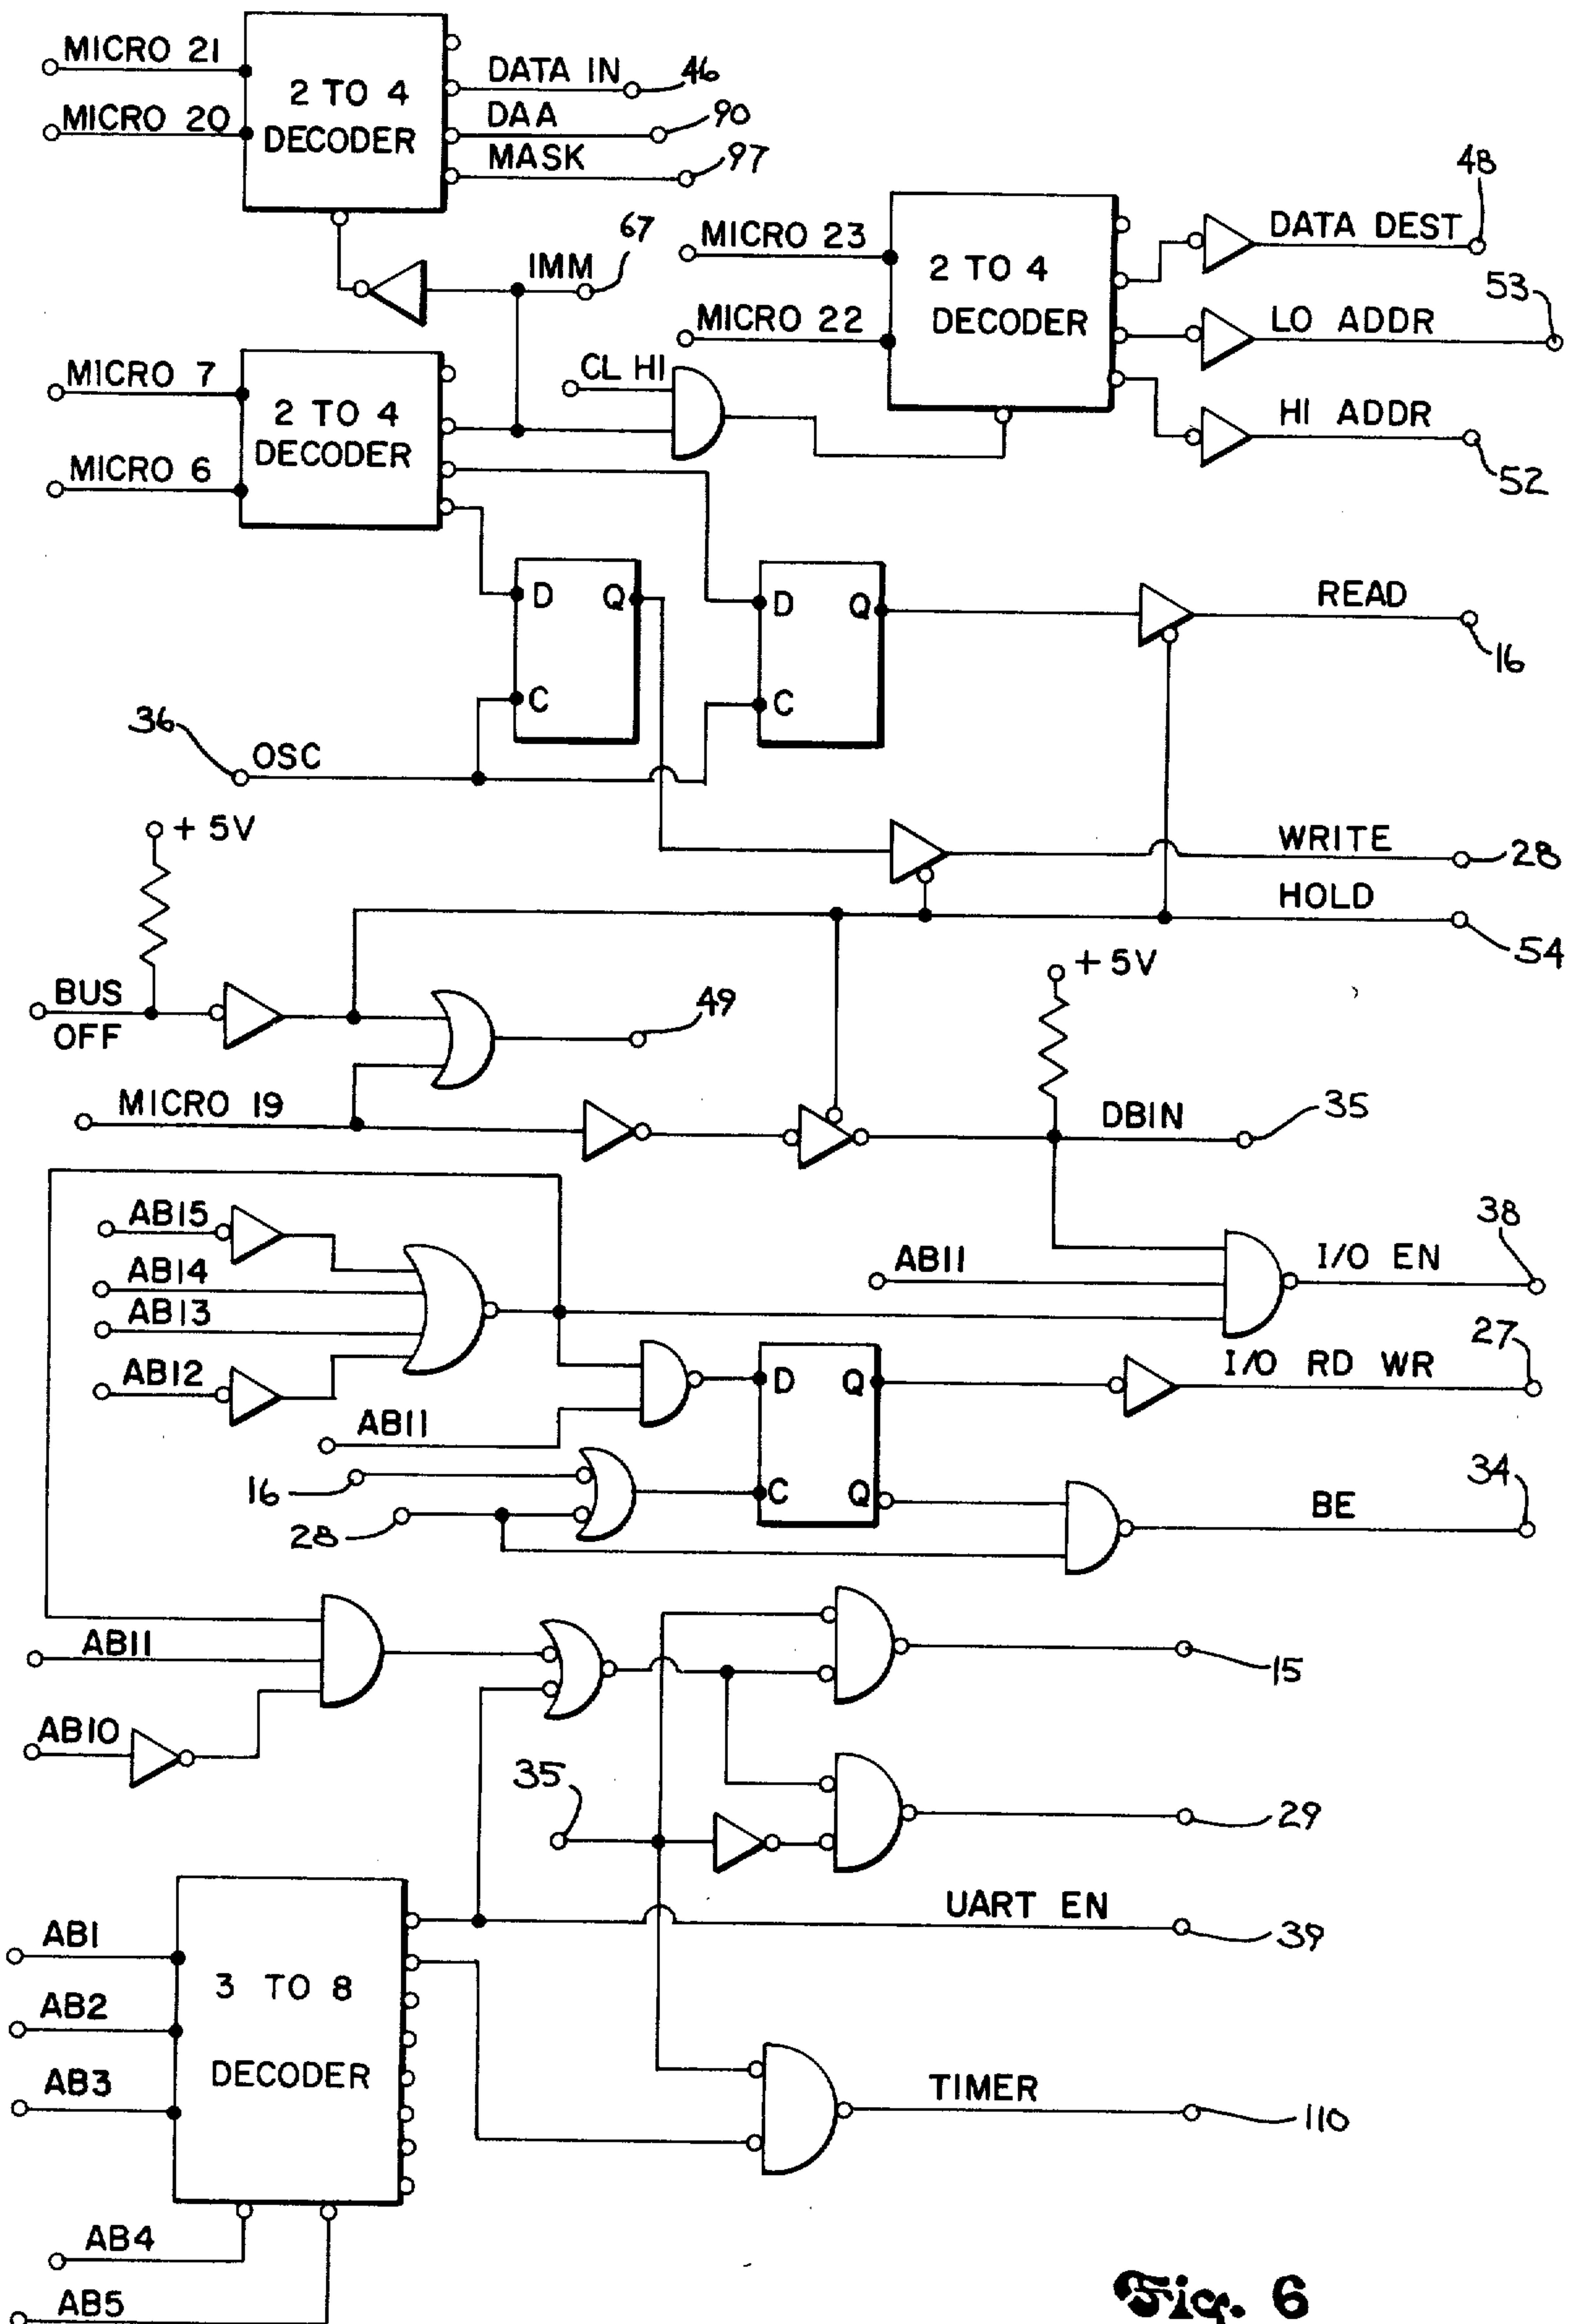 MICRO 21
2 TO 4
DECODER
DATA IN
46
MICRO 20
DAA
90
MASK
97
48
MICRO 23
2 TO 4
DECODER
DATA DEST
67
IMM
53
MICRO 22
LO ADDR
MICRO 7
2 TO 4
DECODER
CL HI
HI ADDR
52
MICRO 6
D Q
C
D Q
C
READ
16
36
OSC
+ 5V
WRITE
28
HOLD
54
+ 5V
BUS
OFF
49
MICRO 19
DBIN
35
AB15
38
AB14
AB11
I/O EN
AB13
27
AB12
D Q
C Q
I/O RD WR
AB11
16
34
28
BE
AB11
15
AB10
35
29
UART EN
39
AB1
3 TO 8
DECODER
AB2
AB3
TIMER
110
AB4
AB5
Fig. 6